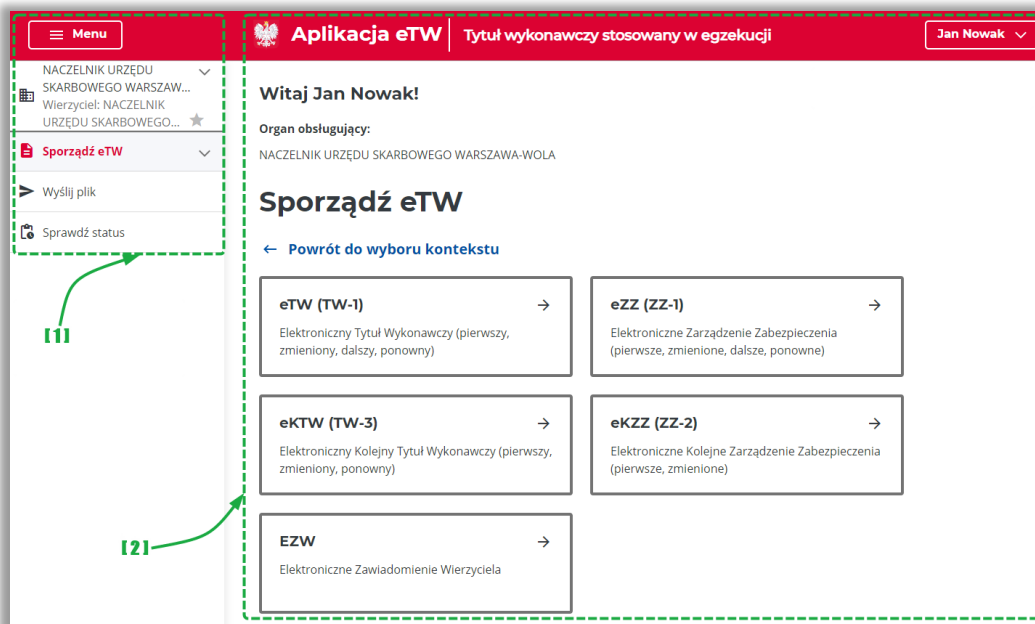 Menu
Aplikacja eTW
Tytuł wykonawczy stosowany w egzekucji
Jan Nowak
NACZELNIK URZĘDU
SKARBOWEGO WARSZAW...
Wierzyciel: NACZELNIK
URZĘDU SKARBOWEGO...
Sporządź eTW
Wyślij plik
Sprawdź status
[1]
Witaj Jan Nowak!
Organ obsługujący:
NACZELNIK URZĘDU SKARBOWEGO WARSZAWA-WOLA
Sporządź eTW
Powrót do wyboru kontekstu
eTW (TW-1)
Elektroniczny Tytuł Wykonawczy (pierwszy,
zmieniony, dalszy, ponowny)
eZZ (ZZ-1)
Elektroniczne Zarządzenie Zabezpieczenia
(pierwsze, zmienione, dalsze, ponowne)
eKTW (TW-3)
Elektroniczny Kolejny Tytuł Wykonawczy (pierwszy,
zmieniony, ponowny)
eKZZ (ZZ-2)
Elektroniczne Kolejne Zarządzenie Zabezpieczenia
(pierwsze, zmienione)
[2]
EZW
Elektroniczne Zawiadomienie Wierzyciela